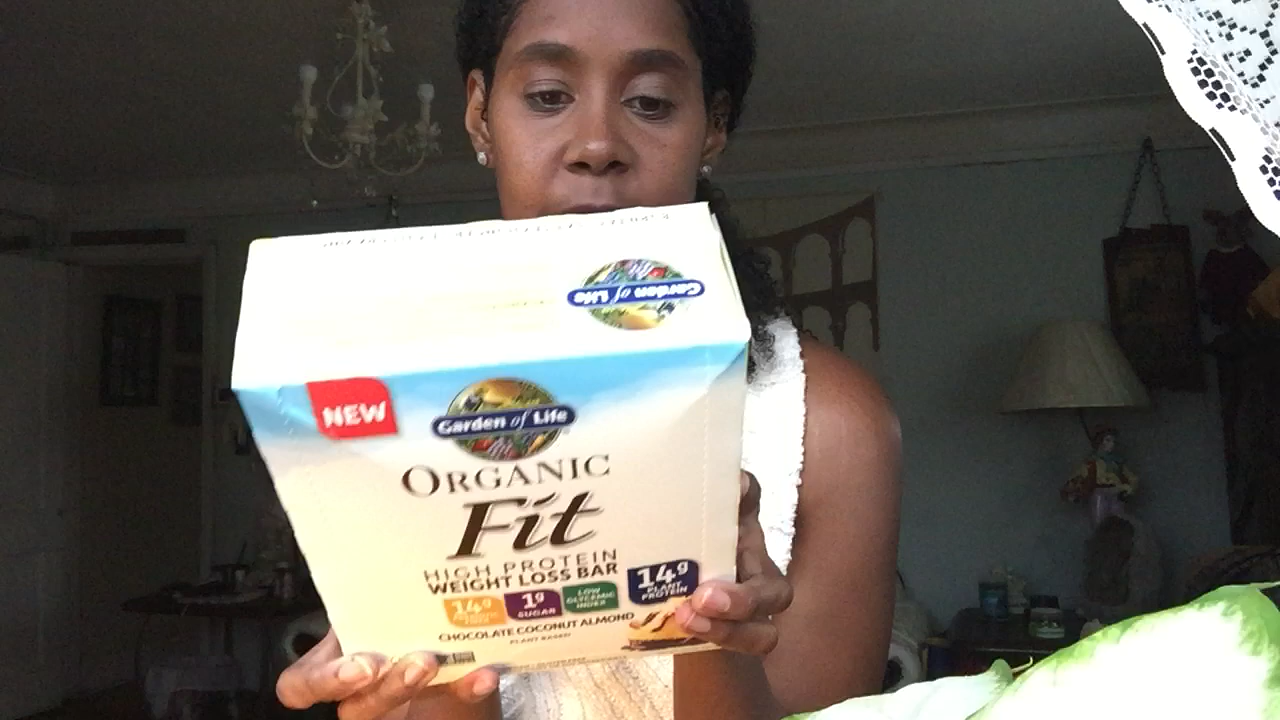 Garden of Life
NEW
Garden of Life
ORGANIC
Fit
HIGH PROTEIN
WEIGHT LOSS BAR
14g
1g
SUGAR
LOW
GLYCEMIC
INDEX
14g
PLANT
PROTEIN
CHOCOLATE COCONUT ALMOND
PLANT BASED